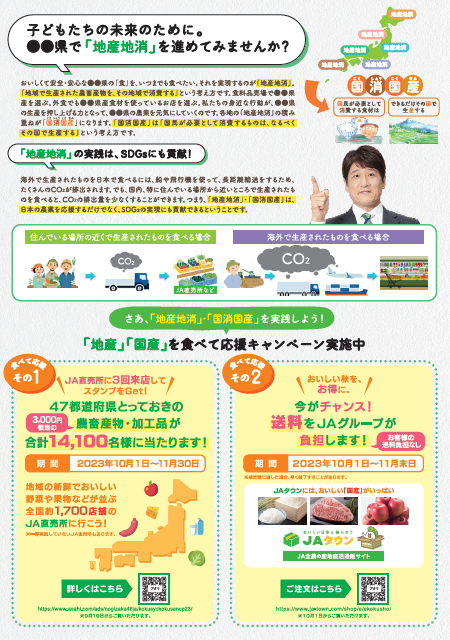 子どもたちの未来のために。
●●県で「地産地消」を進めてみませんか?
地産地消
地産地消
地産地消
地産地消
地産地消
おいしくて安全・安心な●●県の「食」を、いつまでも食べたい。それを実現するのが「地産地消」。
「地域で生産された農畜産物を、その地域で消費する」という考え方です。食料品売場で●●県
産を選ぶ。外食でも●●県産食材を使っているお店を選ぶ。私たちの身近な行動が、●●県
の生産を押し上げる力となって、●●県の農業を元気にしていくのです。各地の「地産地消」の積み
重ねが「国消国産」になります。「国消国産」は「国民が必要として消費するものは、なるべく
その国で生産する」という考え方です。
国消国産
国民が必要として
消費する食材は、
できるだけその国で
生産する
「地産地消」の実践は、SDGsにも貢献!
海外で生産されたものを日本で食べるには、船や飛行機を使って、長距離輸送をするため、
たくさんのCO₂が排出されます。でも、国内、特に住んでいる場所から近いところで生産されたも
のを食べると、CO₂の排出量を少なくすることができます。つまり、「地産地消」・「国消国産」は、
日本の農業を応援するだけでなく、SDGsの実践にも貢献できるということです。
住んでいる場所の近くで生産されたものを食べる場合
海外で生産されたものを食べる場合
CO₂
CO₂
JA直売所など
さあ、「地産地消」・「国消国産」を実践しよう!
「地産」「国産」を食べて応援キャンペーン実施中
食べて応援
その1
JA直売所に3回来店して
スタンプをGet!
47都道府県とっておきの
3,000円
相当の
農畜産物・加工品が
合計14,100名様に当たります!
期間 2023年10月1日〜11月30日
地域の新鮮でおいしい
野菜や果物などが並ぶ
全国約1,700店舗の
JA直売所に行こう!
※一部実施していないJA直売所もあります。
詳しくはこちら
https://www.asahi.com/ads/nogizaka46ja/kokusyokokusancp23/
※9月15日からご覧いただけます。
食べて応援
その2
おいしい秋を、
お得に、
今がチャンス!
送料をJAグループが
負担します!
お客様の
送料負担なし
期間 2023年10月1日〜11月末日
JAタウンには、おいしい「国産」がいっぱい
おいしい日本と暮らそう
JAタウン
JA全農の産地直送通販サイト
ご注文はこちら
https://www.ja-town.com/shop/e/ekokusho/
※10月1日からご覧いただけます。